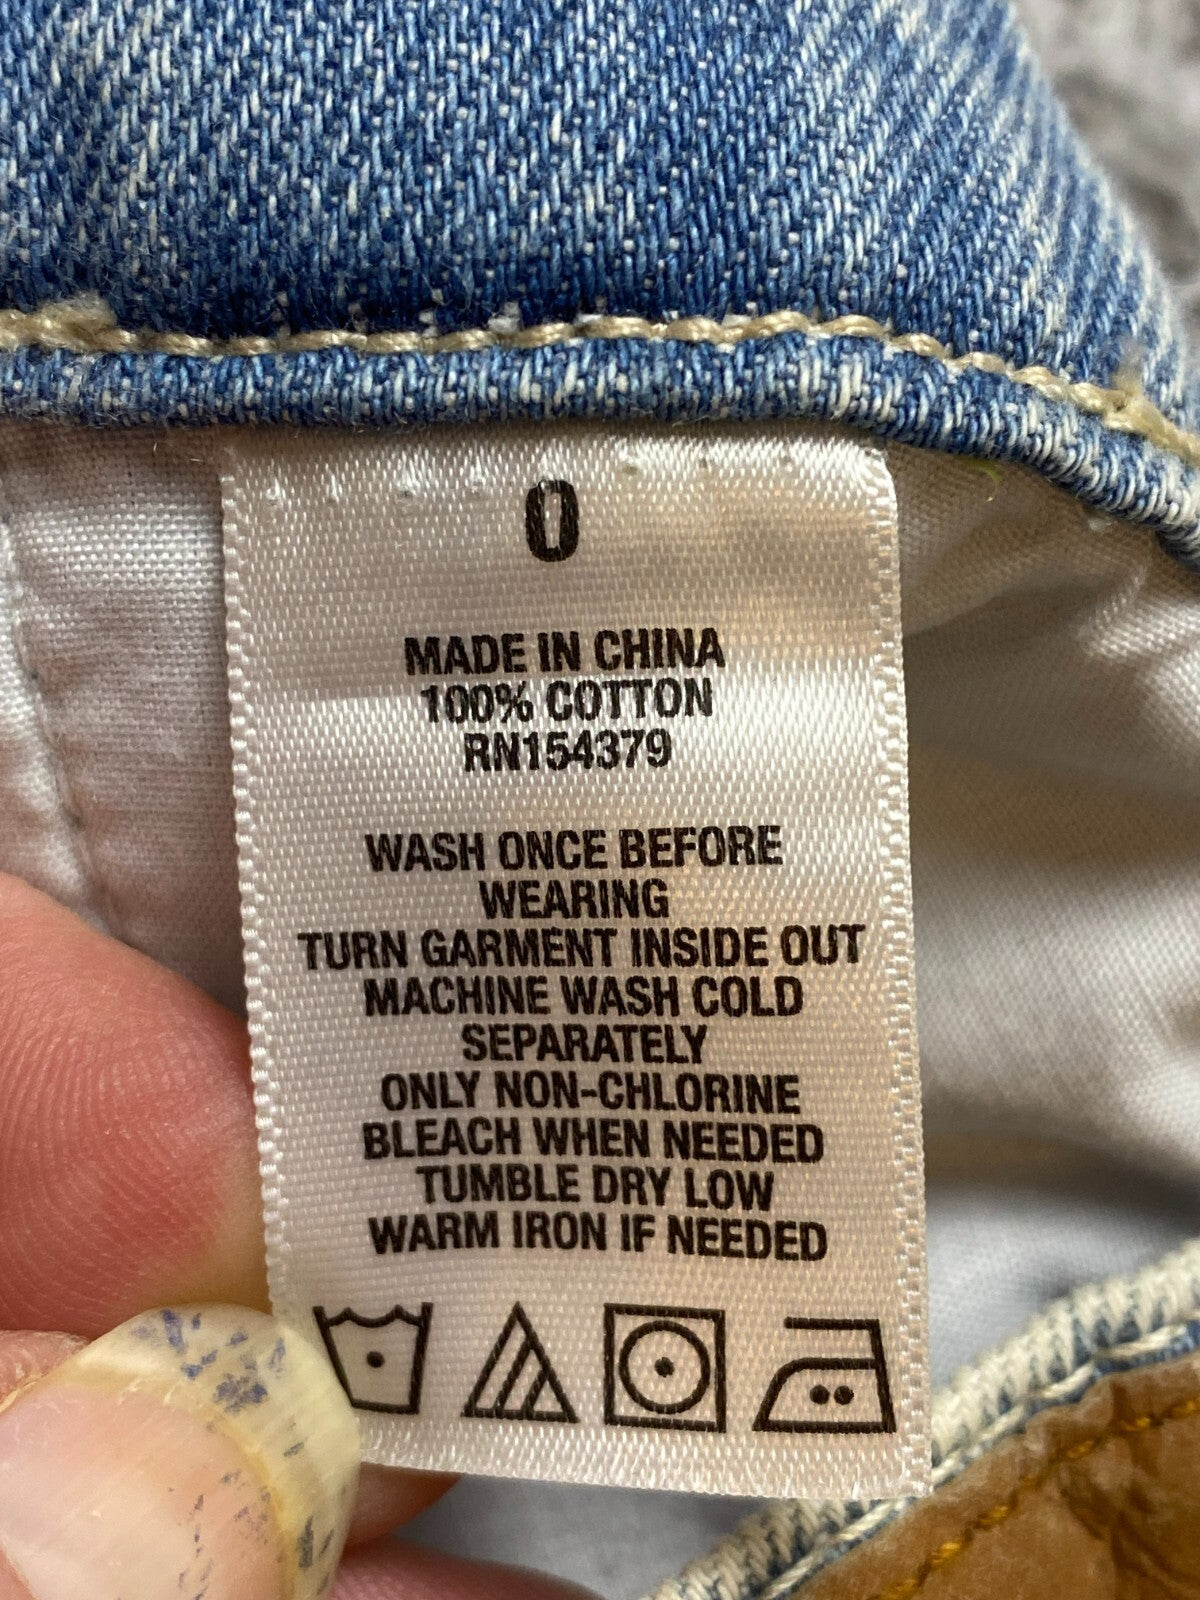 0
MADE IN CHINA
100% COTTON
RN154379
WASH ONCE BEFORE
WEARING
TURN GARMENT INSIDE OUT
MACHINE WASH COLD
SEPARATELY
ONLY NON-CHLORINE
BLEACH WHEN NEEDED
TUMBLE DRY LOW
WARM IRON IF NEEDED